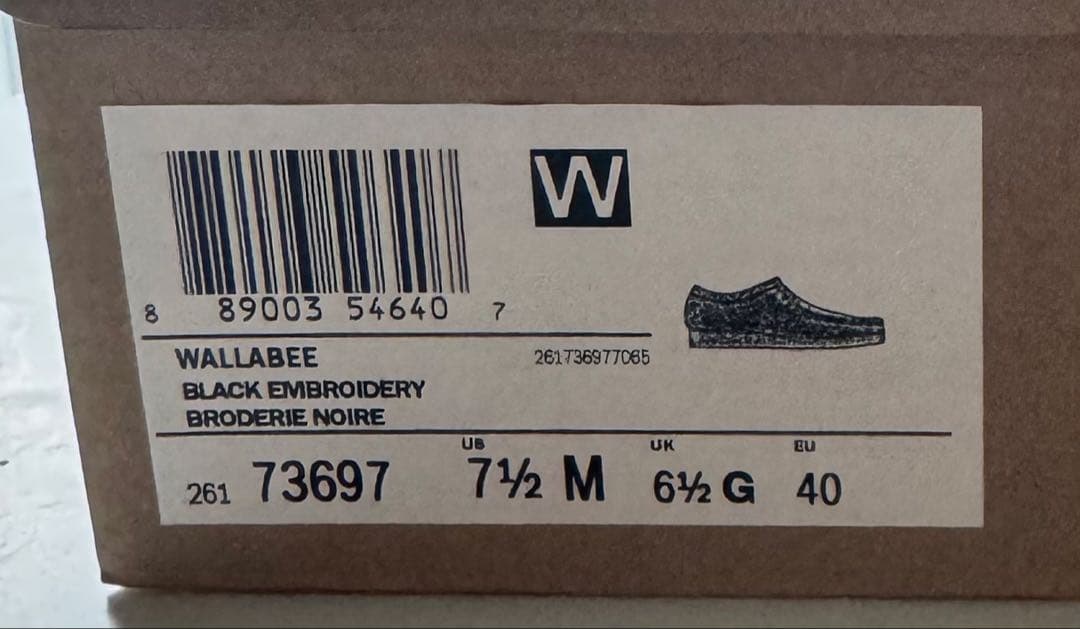 W
8 89003 54640 7
WALLABEE 261736977065
BLACK EMBROIDERY
BRODERIE NOIRE
US UK EU
261 73697 7½ M 6½ G 40